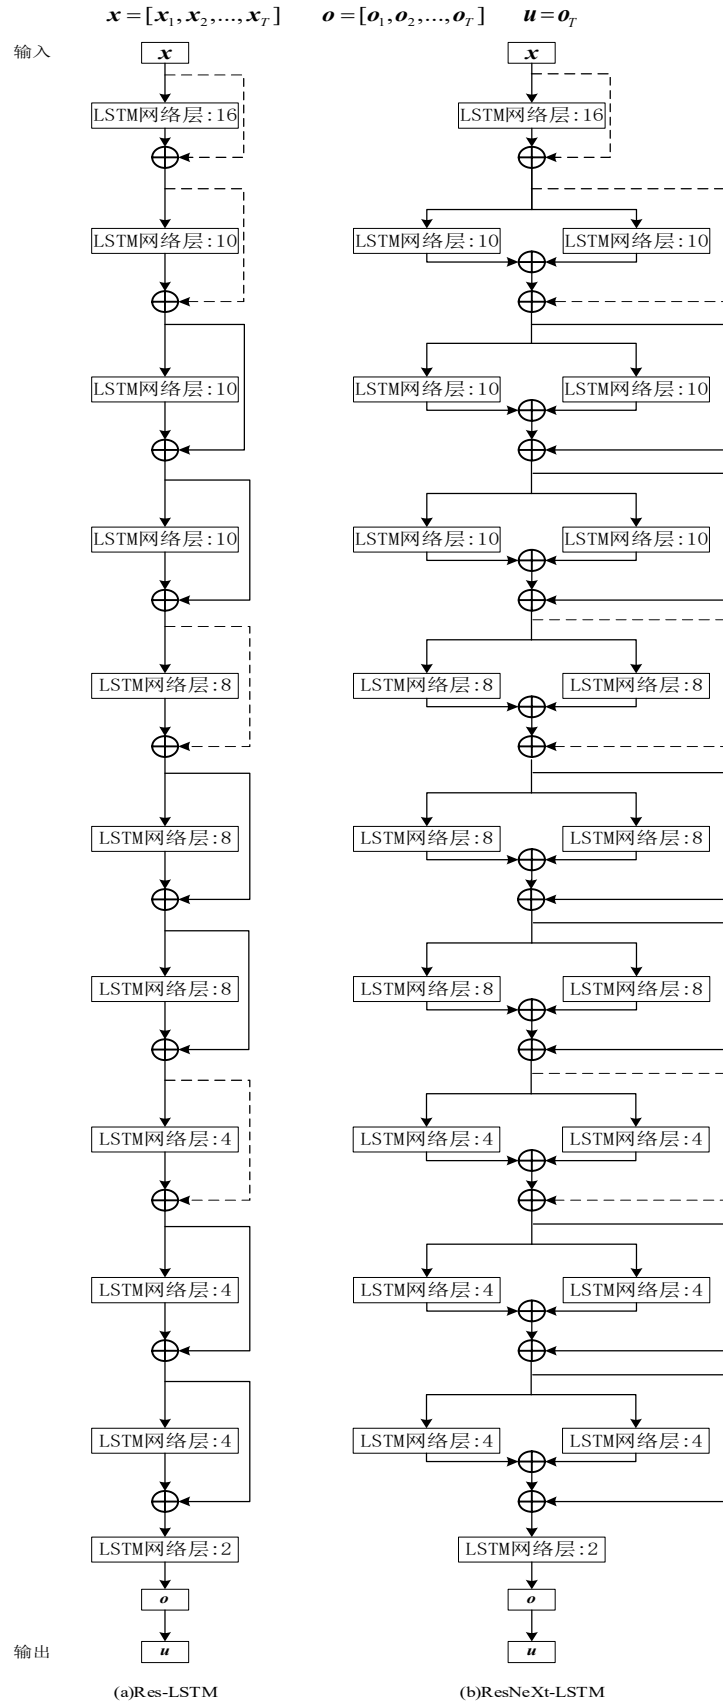 x=[x₁,x₂,...,x_T] o=[o₁,o₂,...,o_T] u=o_T
输入 x x
LSTM网络层:16 LSTM网络层:16
LSTM网络层:10 LSTM网络层:10 LSTM网络层:10
LSTM网络层:10 LSTM网络层:10 LSTM网络层:10
LSTM网络层:10 LSTM网络层:10 LSTM网络层:10
LSTM网络层:8 LSTM网络层:8 LSTM网络层:8
LSTM网络层:8 LSTM网络层:8 LSTM网络层:8
LSTM网络层:8 LSTM网络层:8 LSTM网络层:8
LSTM网络层:4 LSTM网络层:4 LSTM网络层:4
LSTM网络层:4 LSTM网络层:4 LSTM网络层:4
LSTM网络层:4 LSTM网络层:4 LSTM网络层:4
LSTM网络层:2 LSTM网络层:2
o o
输出 u u
(a)Res-LSTM (b)ResNeXt-LSTM